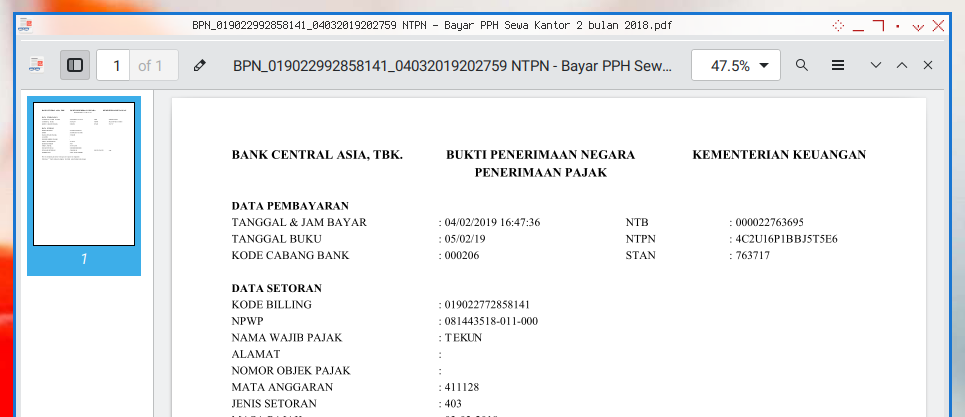 BPN_019022992858141_04032019202759 NTPN - Bayar PPH Sewa Kantor 2 bulan 2018.pdf
1 of 1 BPN_019022992858141_04032019202759 NTPN - Bayar PPH Sew... 47.5%
BANK CENTRAL ASIA, TBK. BUKTI PENERIMAAN NEGARA KEMENTERIAN KEUANGAN
PENERIMAAN PAJAK
DATA PEMBAYARAN
TANGGAL & JAM BAYAR : 04/02/2019 16:47:36 NTB : 000022763695
TANGGAL BUKU : 05/02/19 NTPN : 4C2U16P1BBJ5T5E6
KODE CABANG BANK : 000206 STAN : 763717
1
DATA SETORAN
KODE BILLING : 019022772858141
NPWP : 081443518-011-000
NAMA WAJIB PAJAK : TEKUN
ALAMAT :
NOMOR OBJEK PAJAK :
MATA ANGGARAN : 411128
JENIS SETORAN : 403